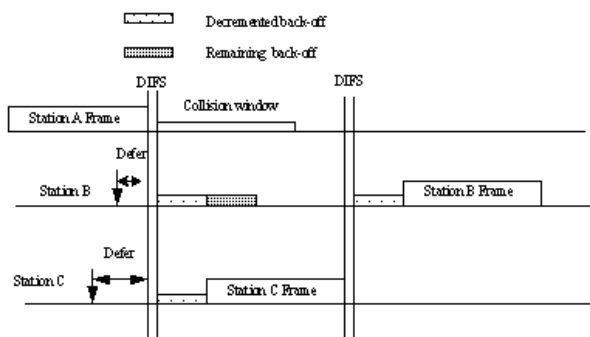 Decremented back-off
Remaining back-off
DIFS
DIFS
Collision window
Station A Frame
Defer
Station B
Station B Frame
Defer
Station C
Station C Frame